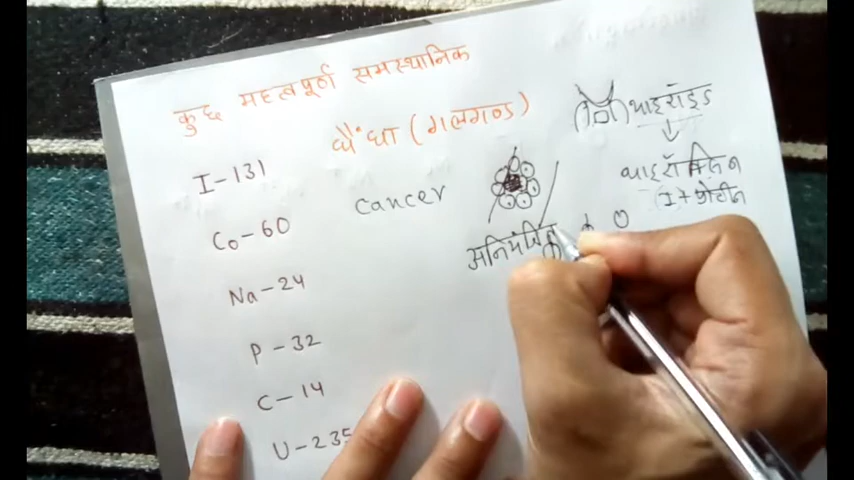 कुछ महत्वपूर्ण समस्थानिक
I-131
घेंघा (गलगण्ड)
थाइरॉइड
थाइरॉक्सिन
I + प्रोटीन
Co-60
cancer
अनियंत्रित
Na-24
P-32
C-14
U-235